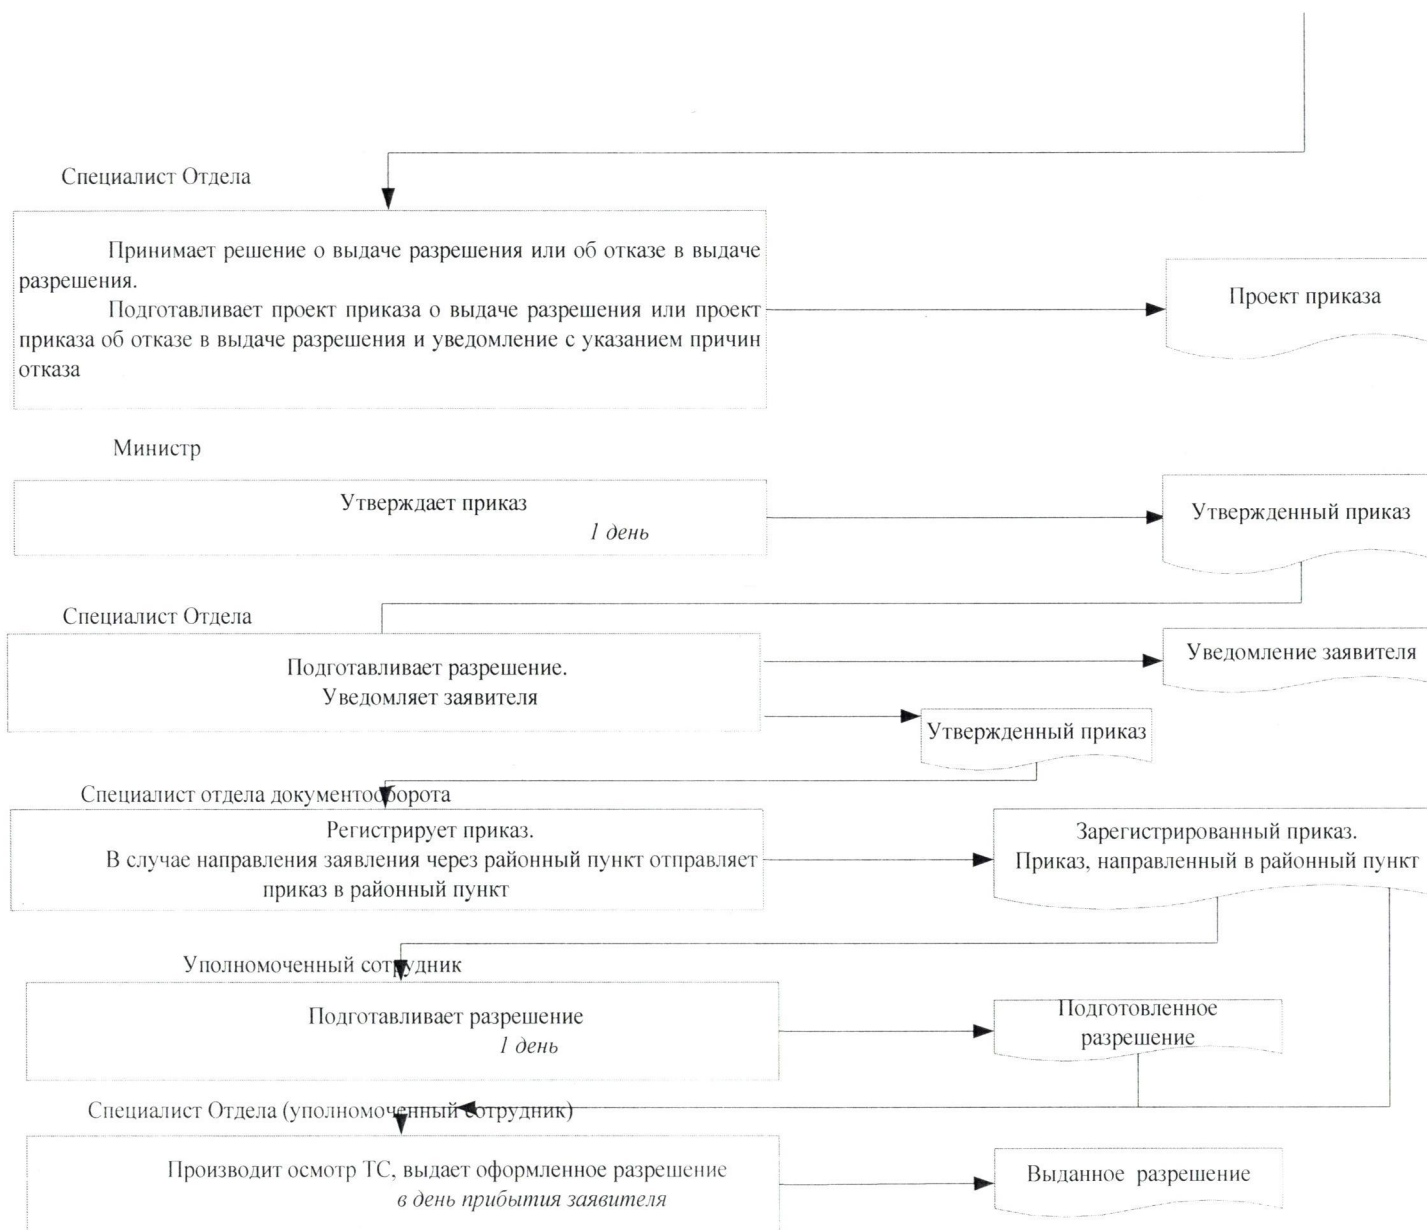 Специалист Отдела
Принимает решение о выдаче разрешения или об отказе в выдаче
разрешения.
Подготавливает проект приказа о выдаче разрешения или проект
приказа об отказе в выдаче разрешения и уведомление с указанием причин
отказа
Проект приказа
Министр
Утверждает приказ
1 день
Утвержденный приказ
Специалист Отдела
Подготавливает разрешение.
Уведомляет заявителя
Уведомление заявителя
Утвержденный приказ
Специалист отдела документооборота
Регистрирует приказ.
В случае направления заявления через районный пункт отправляет
приказ в районный пункт
Зарегистрированный приказ.
Приказ, направленный в районный пункт
Уполномоченный сотрудник
Подготавливает разрешение
1 день
Подготовленное
разрешение
Специалист Отдела (уполномоченный сотрудник)
Производит осмотр ТС, выдает оформленное разрешение
в день прибытия заявителя
Выданное разрешение